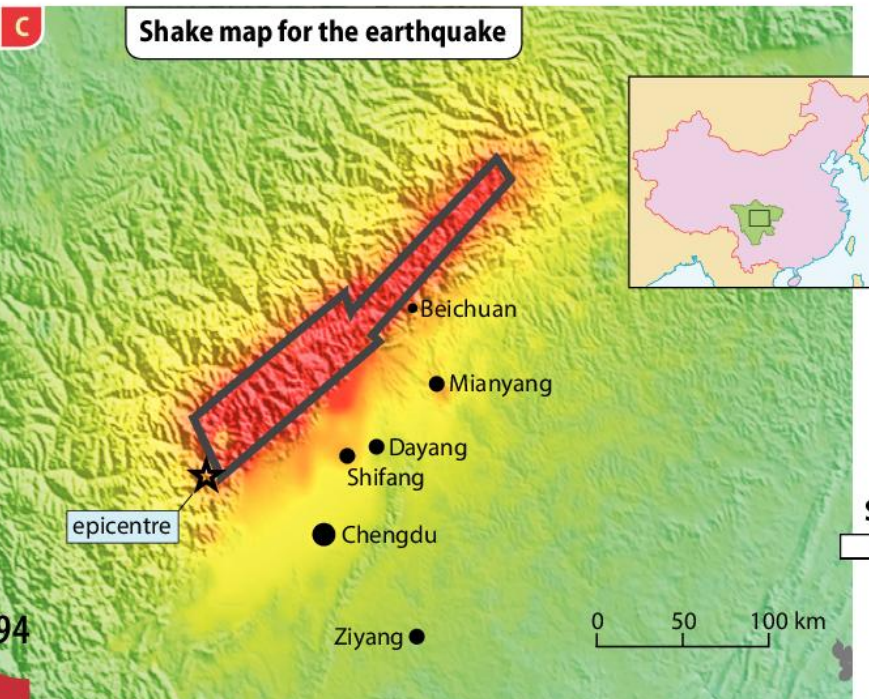 C
Shake map for the earthquake
Beichuan
Mianyang
Dayang
Shifang
epicentre
Chengdu
94
Ziyang
0 50 100 km